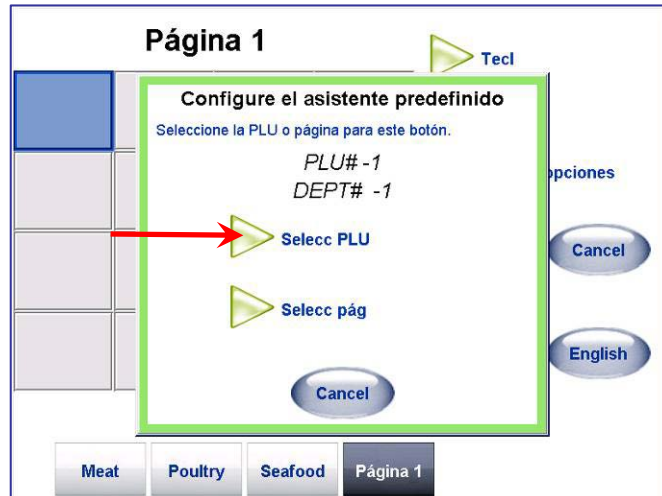 Página 1
Tecl
Configure el asistente predefinido
Seleccione la PLU o página para este botón.
PLU# -1
DEPT# -1
opciones
Selecc PLU
Cancel
Selecc pág
English
Cancel
Meat
Poultry
Seafood
Página 1